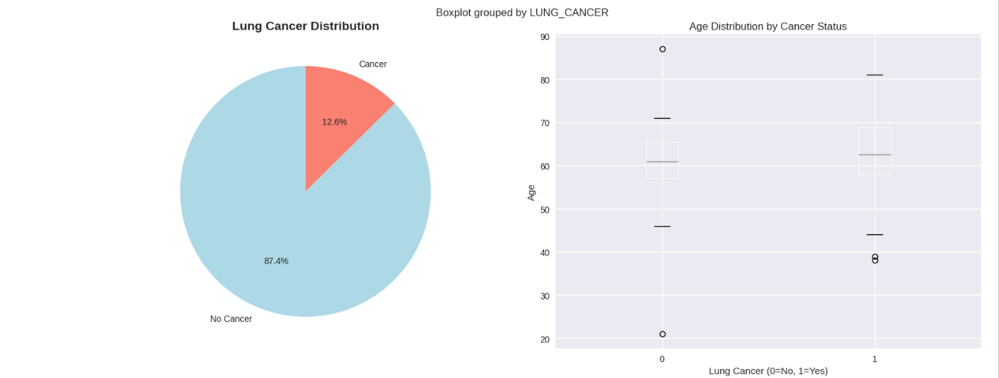 Boxplot grouped by LUNG_CANCER
Lung Cancer Distribution
Cancer
12.6%
87.4%
No Cancer
Age Distribution by Cancer Status
90
80
70
60
50
40
30
20
Age
0
1
Lung Cancer (0=No, 1=Yes)